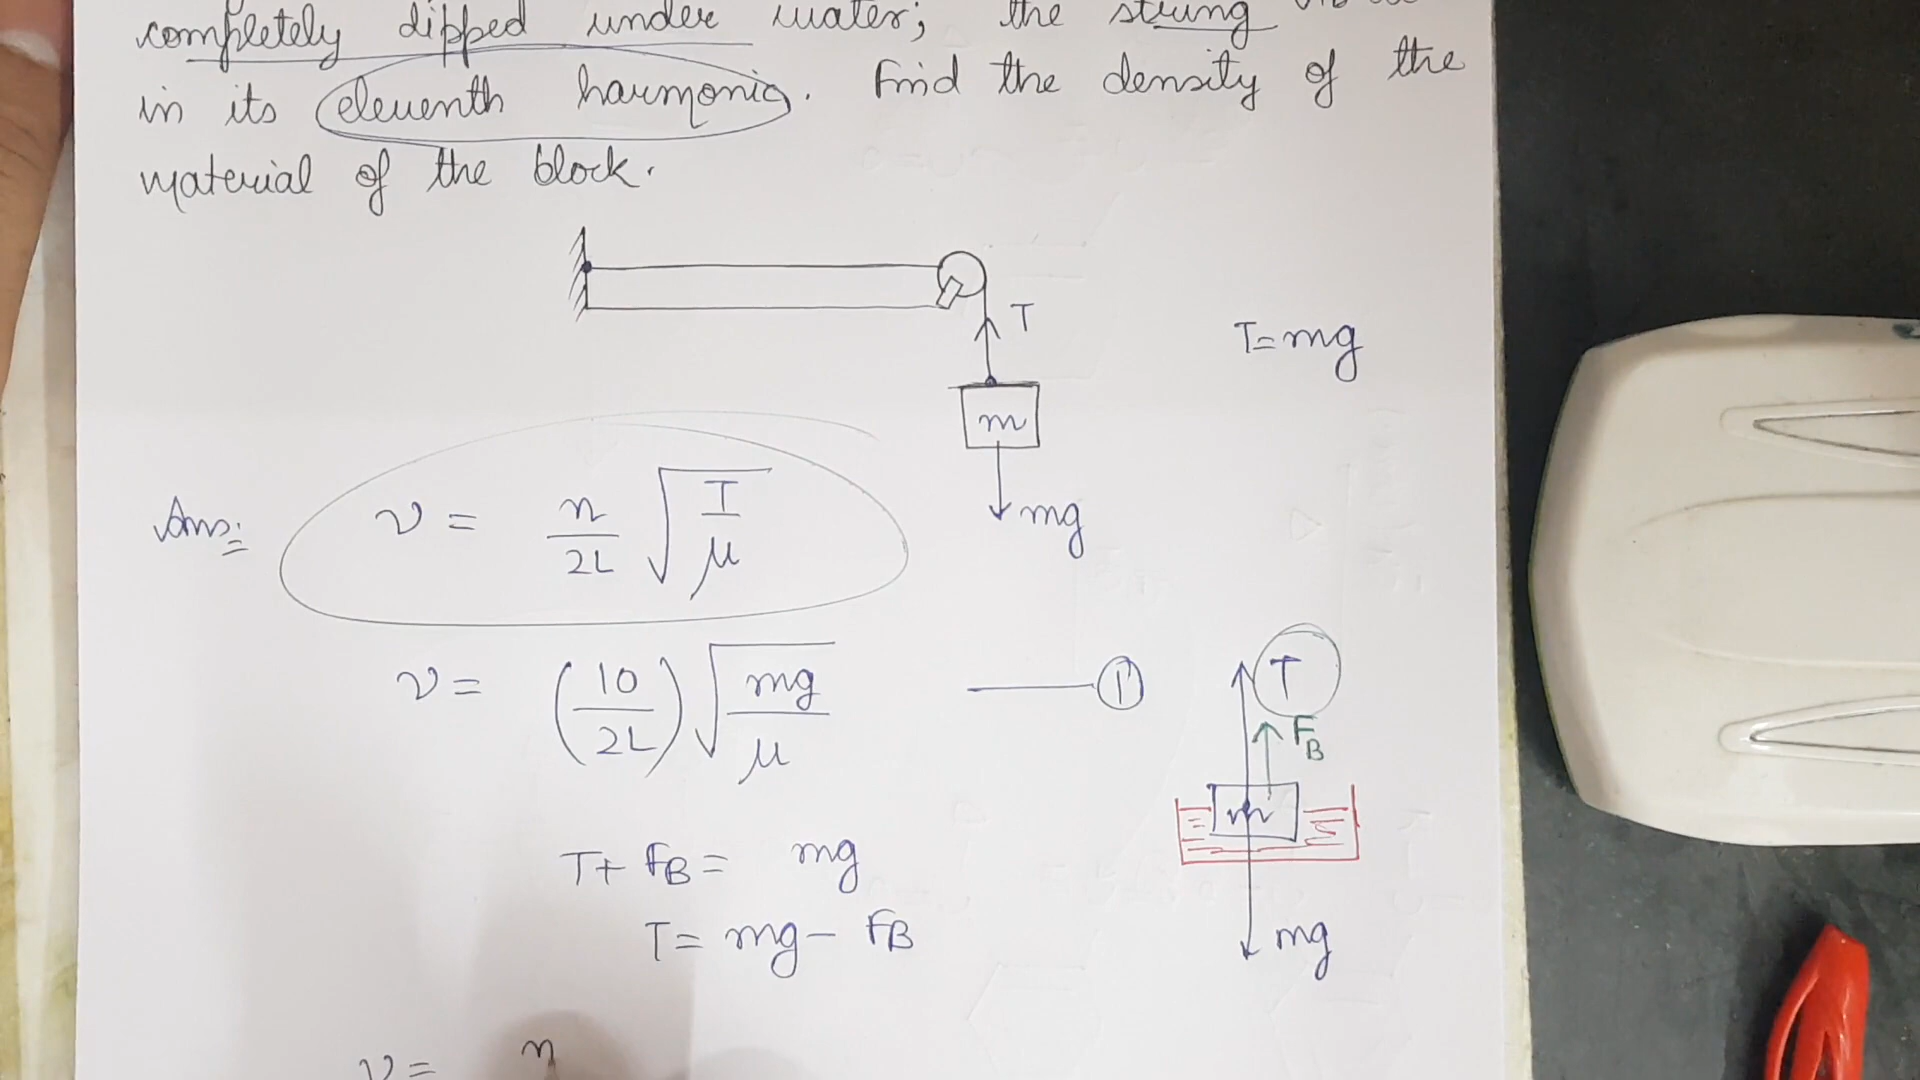 completely dipped under water; the string
in its eleventh harmonic. Find the density of the
material of the block.
T
T=mg
m
mg
Ans:
ν = n/2L √(T/μ)
ν = (10/2L) √(mg/μ) —— ①
T
F_B
m
T+ F_B = mg
T= mg - F_B
mg
ν = n